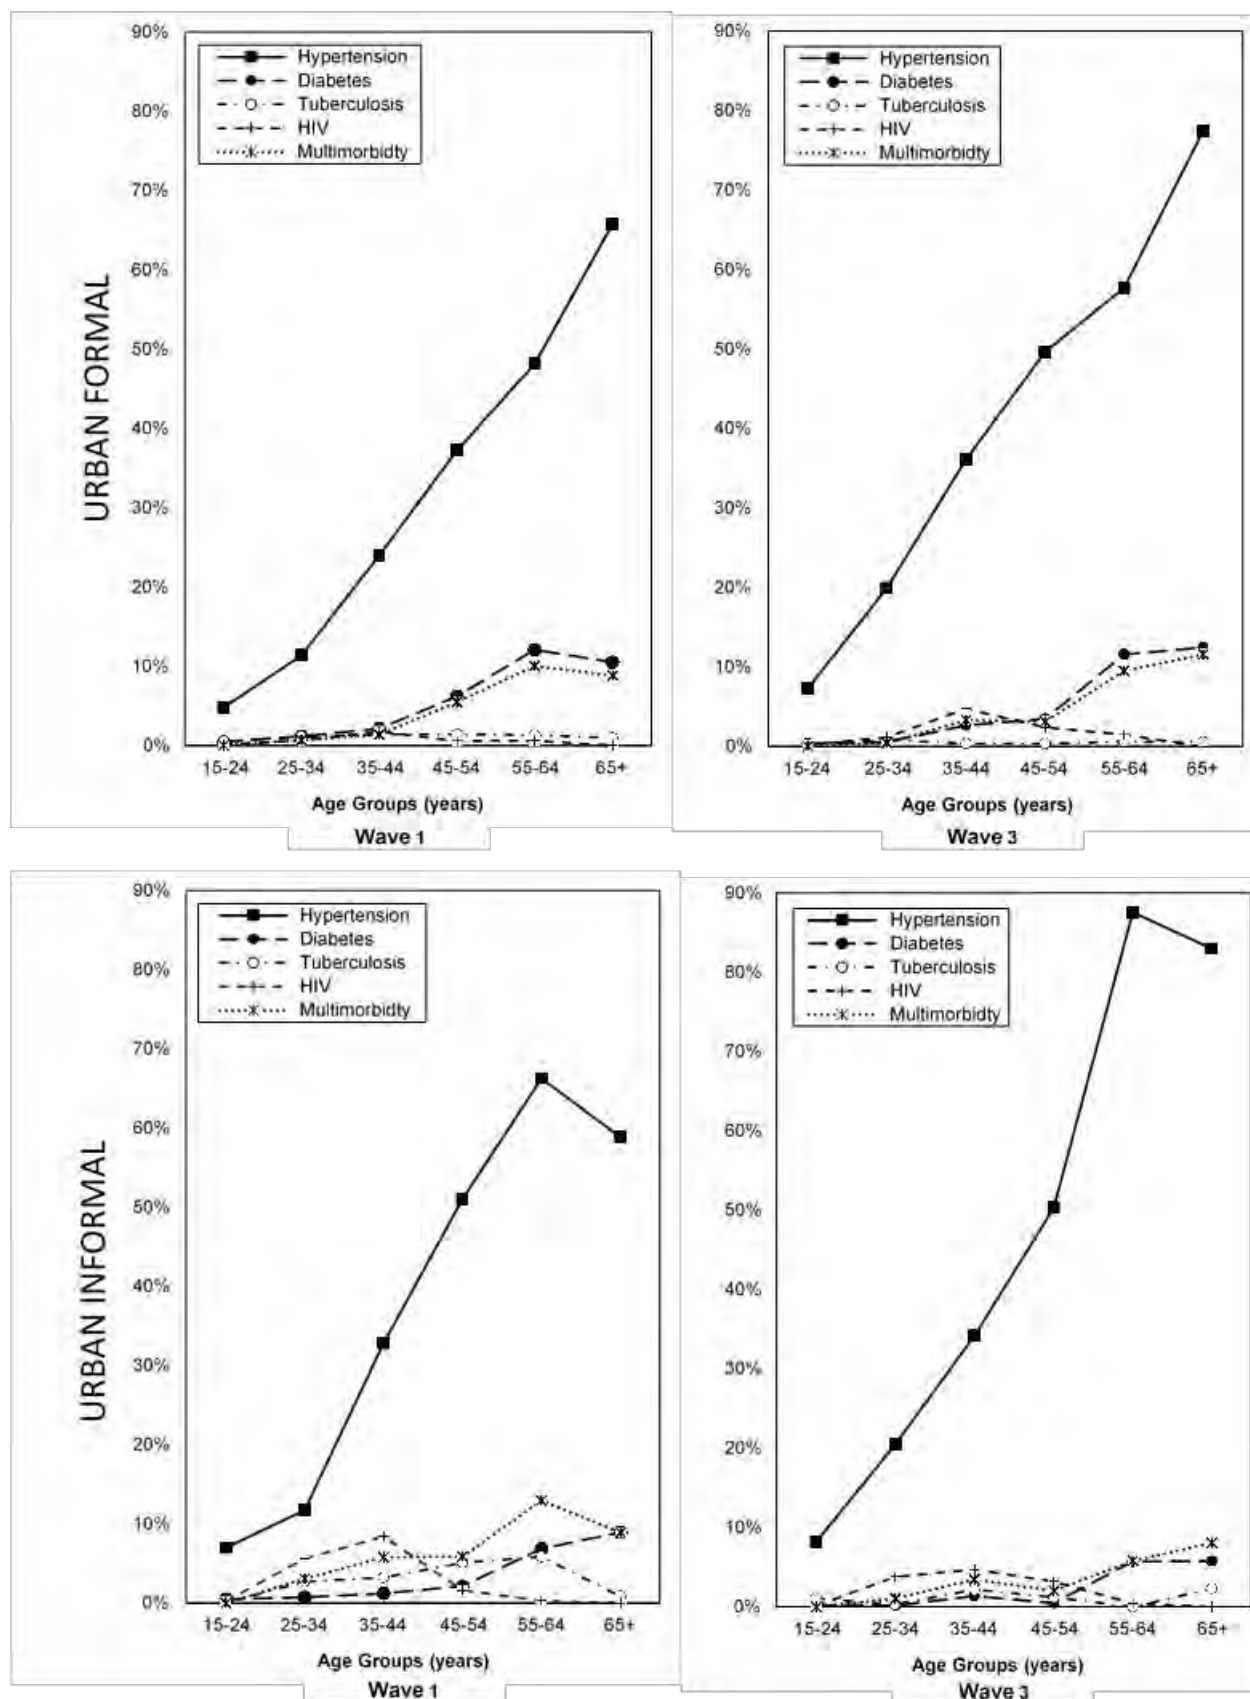 URBAN FORMAL
90%
80%
70%
60%
50%
40%
30%
20%
10%
0%
Hypertension
Diabetes
Tuberculosis
HIV
Multimorbidty
15-24 25-34 35-44 45-54 55-64 65+
Age Groups (years)
Wave 1
90%
80%
70%
60%
50%
40%
30%
20%
10%
0%
Hypertension
Diabetes
Tuberculosis
HIV
Multimorbidty
15-24 25-34 35-44 45-54 55-64 65+
Age Groups (years)
Wave 3
URBAN INFORMAL
90%
80%
70%
60%
50%
40%
30%
20%
10%
0%
Hypertension
Diabetes
Tuberculosis
HIV
Multimorbidty
15-24 25-34 35-44 45-54 55-64 65+
Age Groups (years)
Wave 1
90%
80%
70%
60%
50%
40%
30%
20%
10%
0%
Hypertension
Diabetes
Tuberculosis
HIV
Multimorbidty
15-24 25-34 35-44 45-54 55-64 65+
Age Groups (years)
Wave 3